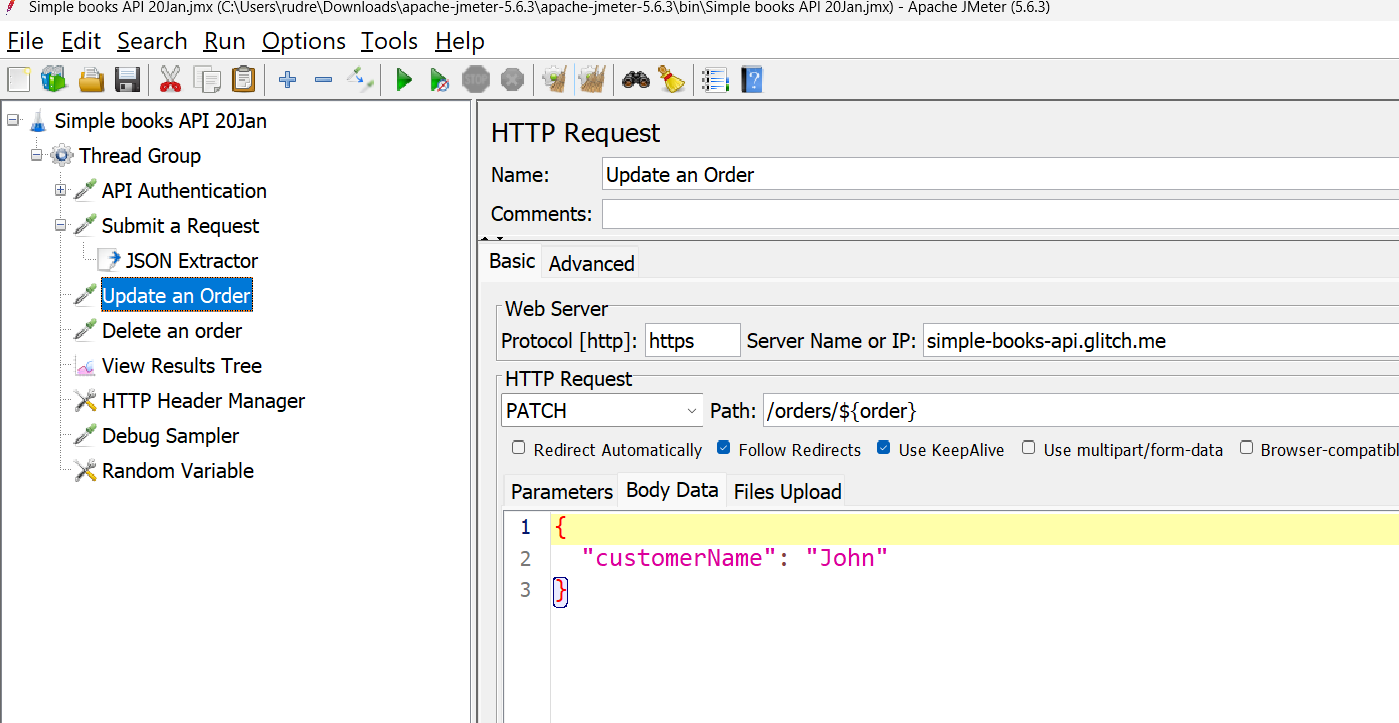 Simple books API 20Jan.jmx (C:\Users\rudre\Downloads\apache-jmeter-5.6.3\apache-jmeter-5.6.3\bin\Simple books API 20Jan.jmx) - Apache JMeter (5.6.3)
File Edit Search Run Options Tools Help
STOP
Simple books API 20Jan
Thread Group
API Authentication
Submit a Request
JSON Extractor
Update an Order
Delete an order
View Results Tree
HTTP Header Manager
Debug Sampler
Random Variable
HTTP Request
Name: Update an Order
Comments:
Basic Advanced
Web Server
Protocol [http]: https Server Name or IP: simple-books-api.glitch.me
HTTP Request
PATCH Path: /orders/${order}
Redirect Automatically Follow Redirects Use KeepAlive Use multipart/form-data Browser-compatibl
Parameters Body Data Files Upload
1 {
2 "customerName": "John"
3 }